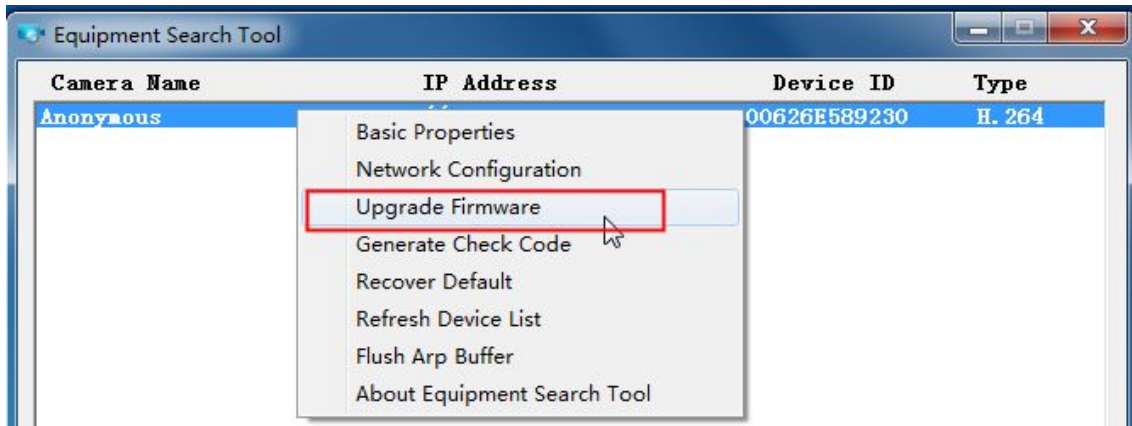 Equipment Search Tool
Camera Name IP Address Device ID Type
Anonymous 00626E589230 H.264
Basic Properties
Network Configuration
Upgrade Firmware
Generate Check Code
Recover Default
Refresh Device List
Flush Arp Buffer
About Equipment Search Tool